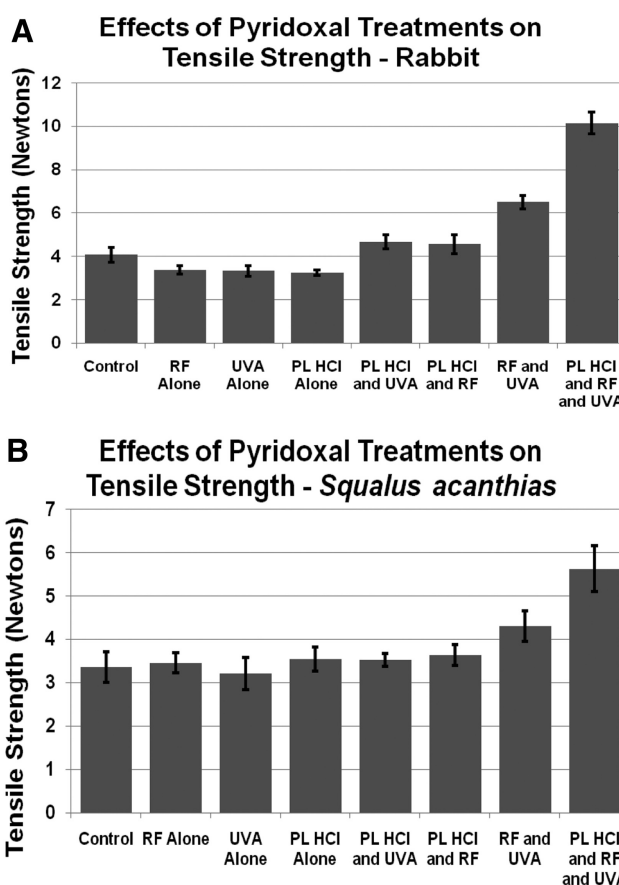 A
Effects of Pyridoxal Treatments on
Tensile Strength - Rabbit
Tensile Strength (Newtons)
12
10
8
6
4
2
0
Control
RF
Alone
UVA
Alone
PL HCl
Alone
PL HCl
and UVA
PL HCl
and RF
RF and
UVA
PL HCl
and RF
and UVA
B
Effects of Pyridoxal Treatments on
Tensile Strength - Squalus acanthias
Tensile Strength (Newtons)
7
6
5
4
3
2
1
0
Control
RF Alone
UVA
Alone
PL HCl
Alone
PL HCl
and UVA
PL HCl
and RF
RF and
UVA
PL HCl
and RF
and UVA